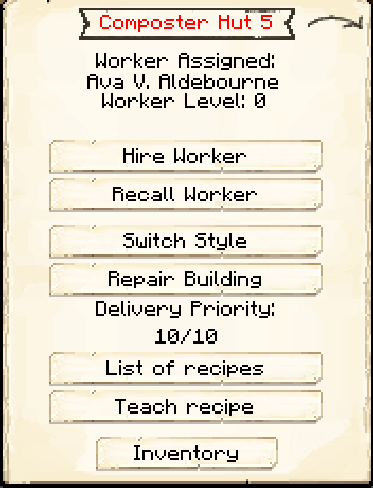 Composter Hut 5
Worker Assigned:
Ava V. Aldebourne
Worker Level: 0
Hire Worker
Recall Worker
Switch Style
Repair Building
Delivery Priority:
10/10
List of recipes
Teach recipe
Inventory